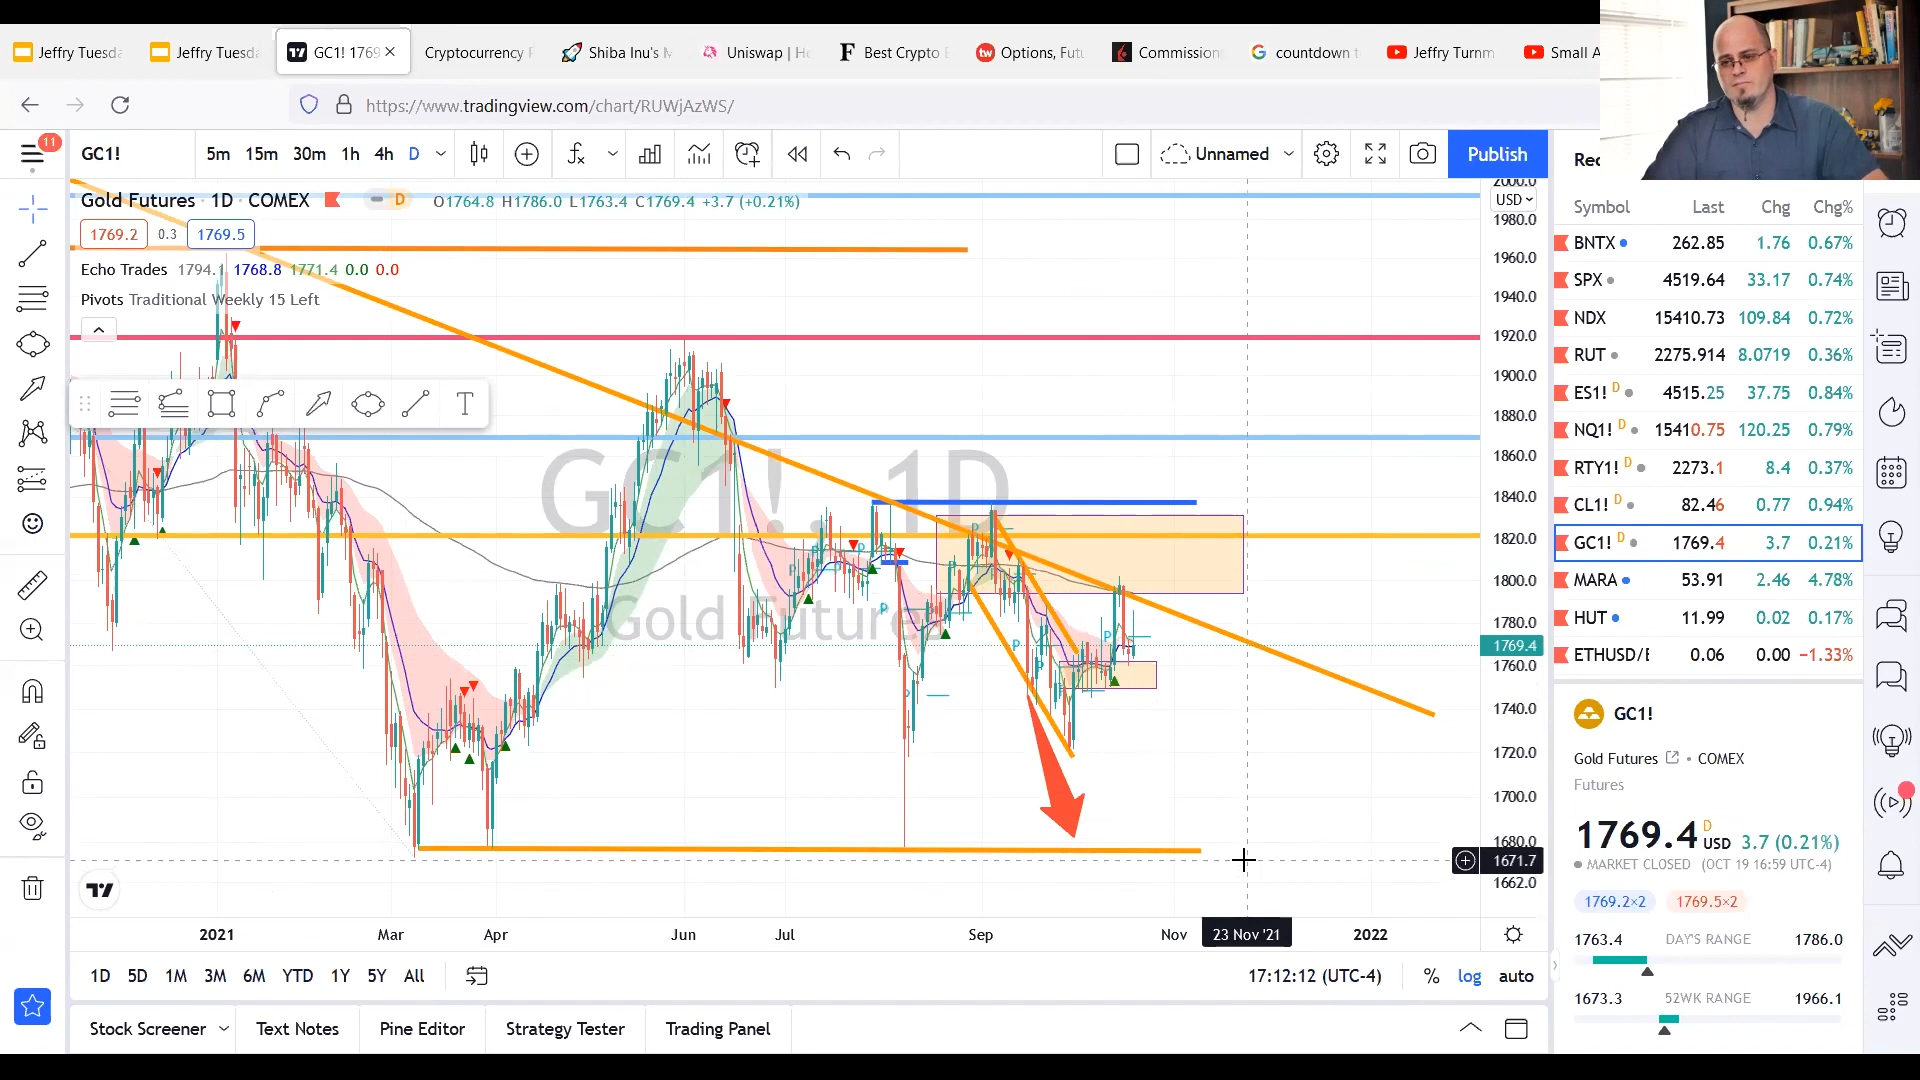 Jeffry Tuesda
Jeffry Tuesda
GC1! 1769
Cryptocurrency
Shiba Inu's
Uniswap | He
Best Crypto
Options, Futu
Commission
countdown
Jeffry Turnm
Small A
https://www.tradingview.com/chart/RUWjAzWS/
11
GC1!
5m 15m 30m 1h 4h D
Unnamed
Publish
Gold Futures · 1D · COMEX
D
O1764.8 H1786.0 L1763.4 C1769.4 +3.7 (+0.21%)
1769.2 0.3 1769.5
Echo Trades 1794.1 1768.8 1771.4 0.0 0.0
Pivots Traditional Weekly 15 Left
GC1!, 1D
Gold Futures
USD
2000.0
1980.0
1960.0
1940.0
1920.0
1900.0
1880.0
1860.0
1840.0
1820.0
1800.0
1780.0
1769.4
1760.0
1740.0
1720.0
1700.0
1680.0
1671.7
1662.0
2021 Mar Apr Jun Jul Sep Nov 23 Nov '21 2022
1D 5D 1M 3M 6M YTD 1Y 5Y All
17:12:12 (UTC-4) % log auto
Stock Screener Text Notes Pine Editor Strategy Tester Trading Panel
Symbol Last Chg Chg%
BNTX 262.85 1.76 0.67%
SPX 4519.64 33.17 0.74%
NDX 15410.73 109.84 0.72%
RUT 2275.914 8.0719 0.36%
ES1! D 4515.25 37.75 0.84%
NQ1! D 15410.75 120.25 0.79%
RTY1! D 2273.1 8.4 0.37%
CL1! D 82.46 0.77 0.94%
GC1! D 1769.4 3.7 0.21%
MARA 53.91 2.46 4.78%
HUT 11.99 0.02 0.17%
ETHUSD/ 0.06 0.00 −1.33%
GC1!
Gold Futures • COMEX
Futures
1769.4 D USD 3.7 (0.21%)
MARKET CLOSED (OCT 19 16:59 UTC-4)
1769.2×2 1769.5×2
1763.4 DAY'S RANGE 1786.0
1673.3 52WK RANGE 1966.1